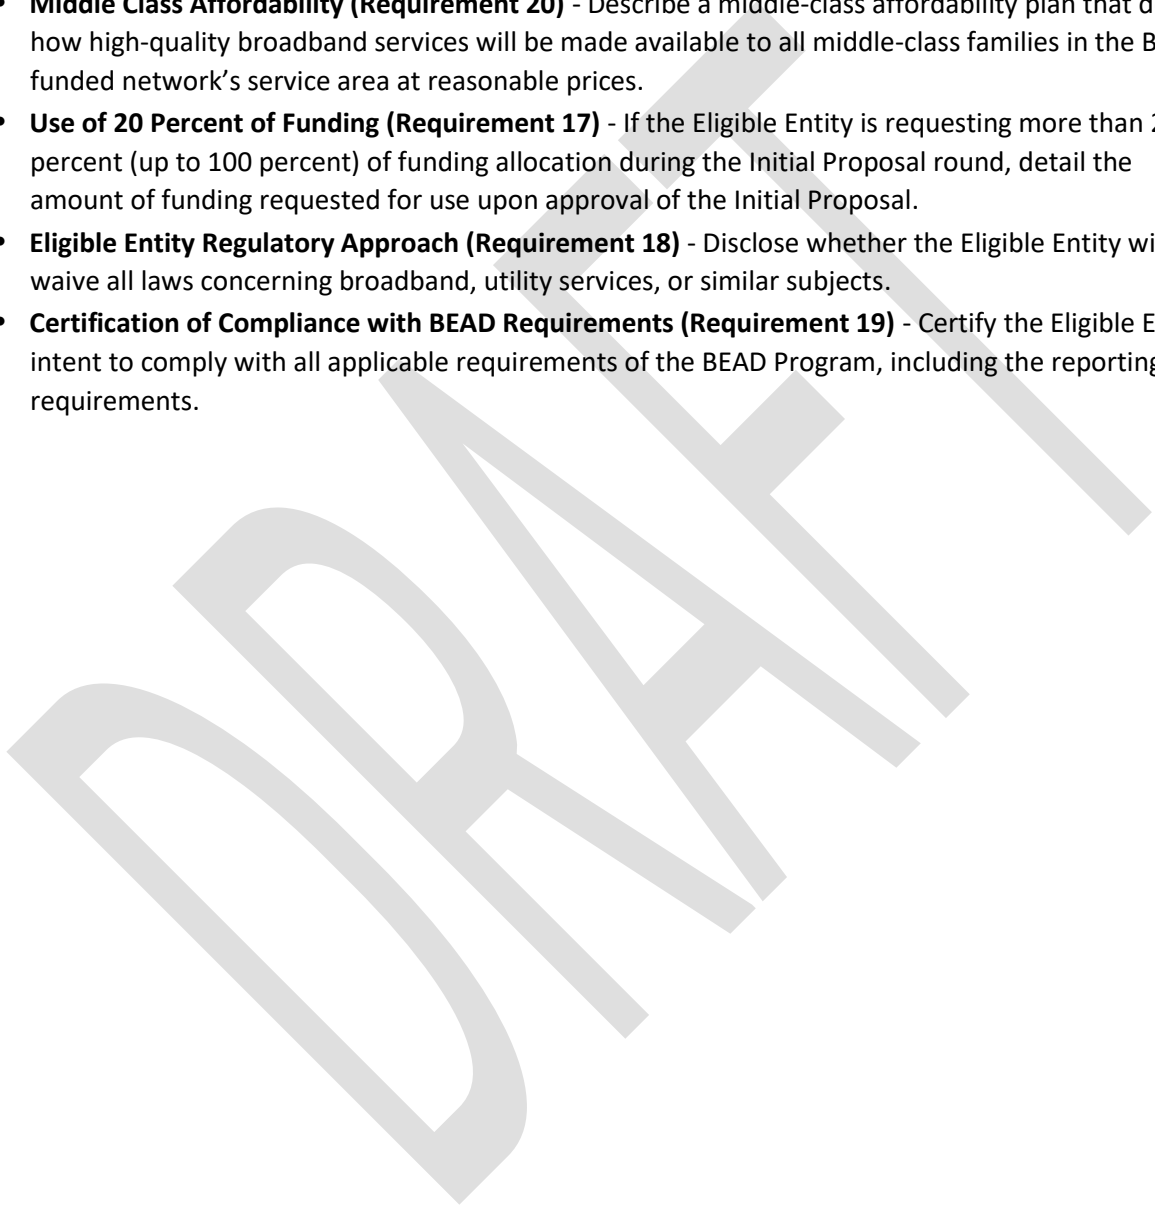 • Middle Class Affordability (Requirement 20) - Describe a middle-class affordability plan that d
how high-quality broadband services will be made available to all middle-class families in the B
funded network’s service area at reasonable prices.
• Use of 20 Percent of Funding (Requirement 17) - If the Eligible Entity is requesting more than 2
percent (up to 100 percent) of funding allocation during the Initial Proposal round, detail the
amount of funding requested for use upon approval of the Initial Proposal.
• Eligible Entity Regulatory Approach (Requirement 18) - Disclose whether the Eligible Entity wi
waive all laws concerning broadband, utility services, or similar subjects.
• Certification of Compliance with BEAD Requirements (Requirement 19) - Certify the Eligible E
intent to comply with all applicable requirements of the BEAD Program, including the reporting
requirements.
DRAFT